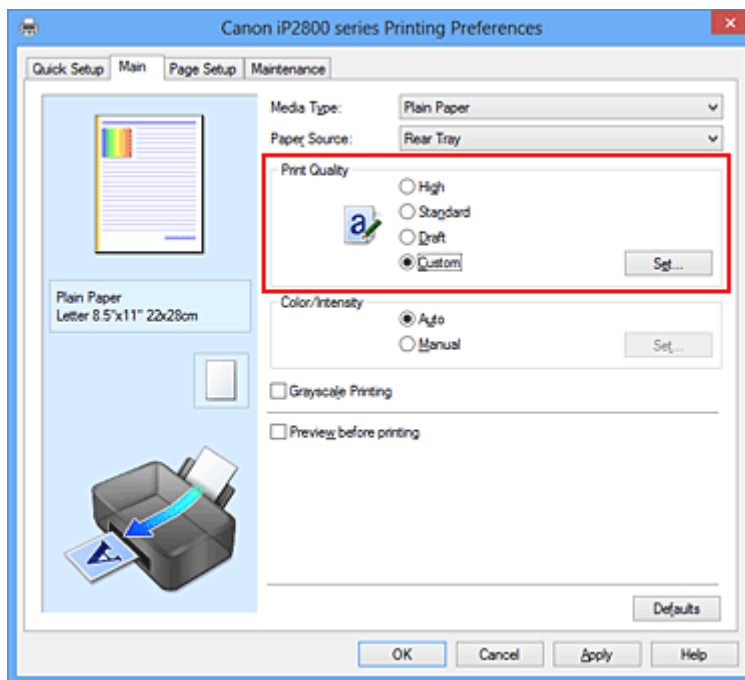 Canon iP2800 series Printing Preferences
Quick Setup Main Page Setup Maintenance
Media Type: Plain Paper
Paper Source: Rear Tray
Print Quality
High
Standard
Draft
Custom Set...
Plain Paper
Letter 8.5"x11" 22x28cm
Color/Intensity
Auto
Manual Set...
Grayscale Printing
Preview before printing
Defaults
OK Cancel Apply Help